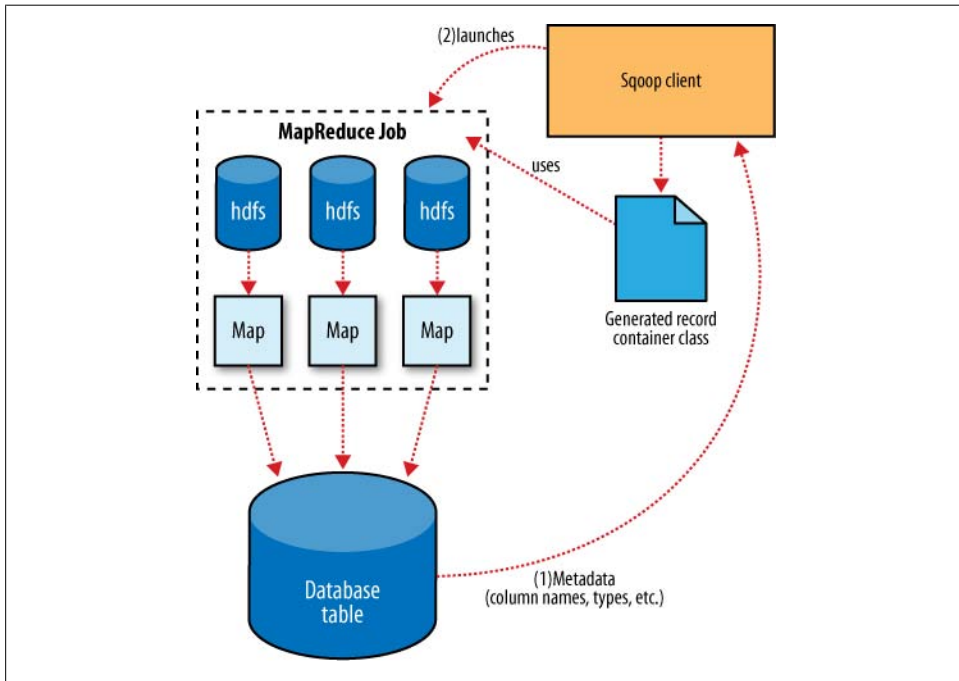 (2)launches
Sqoop client
MapReduce Job
hdfs
hdfs
hdfs
uses
Map
Map
Map
Generated record
container class
Database
table
(1)Metadata
(column names, types, etc.)